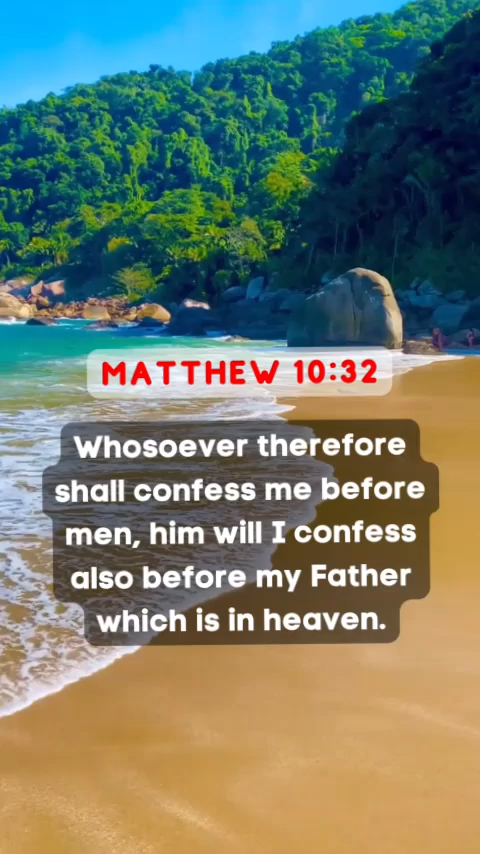 MATTHEW 10:32
Whosoever therefore
shall confess me before
men, him will I confess
also before my Father
which is in heaven.